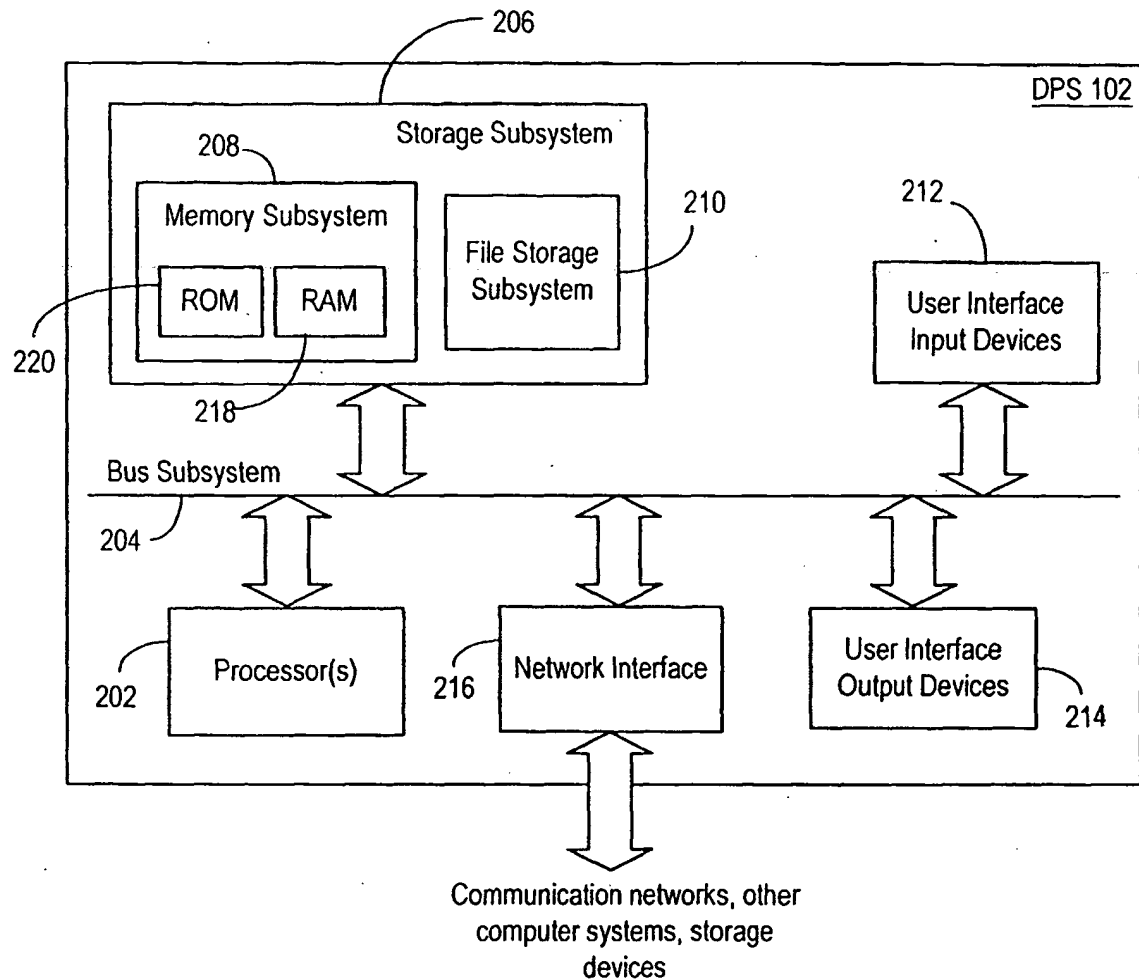 206
DPS 102
Storage Subsystem
208
Memory Subsystem
210
212
File Storage
Subsystem
ROM
RAM
User Interface
Input Devices
220
218
Bus Subsystem
204
Processor(s)
Network Interface
User Interface
Output Devices
202
216
214
Communication networks, other
computer systems, storage
devices